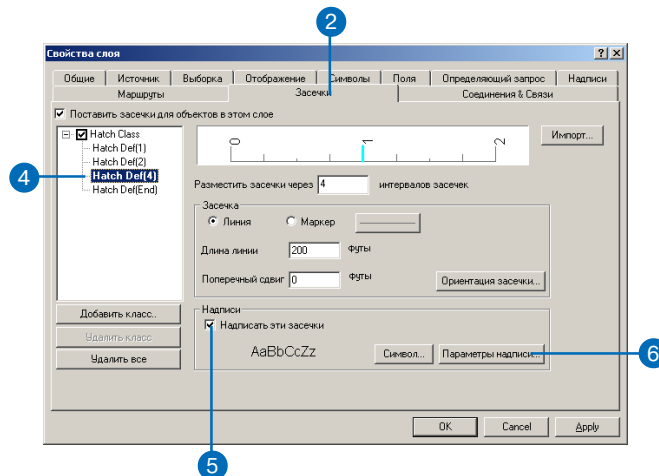 2
Свойства слоя
Общие Источник Выборка Отображение Символы Поля Определяющий запрос Надписи
Маршруты Засечки Соединения & Связи
Поставить засечки для объектов в этом слое
Hatch Class
Hatch Def(1)
Hatch Def(2)
Hatch Def(4)
Hatch Def(End)
4
0 1 2
Импорт...
Разместить засечки через 4 интервалов засечек
Засечка
Линия Маркер
Длина линии 200 футы
Поперечный сдвиг 0 футы
Ориентация засечки...
Добавить класс..
Удалить класс
Удалить все
Надписи
Надписать эти засечки
AaBbCcZz Символ... Параметры надписи...
6
OK Cancel Apply
5